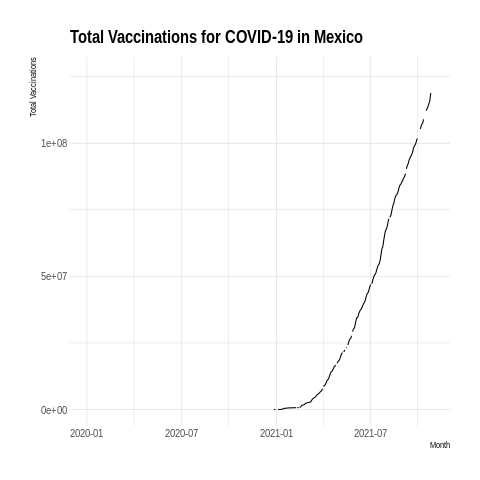 Total Vaccinations for COVID-19 in Mexico
Total Vaccinations
1e+08
5e+07
0e+00
2020-01
2020-07
2021-01
2021-07
Month